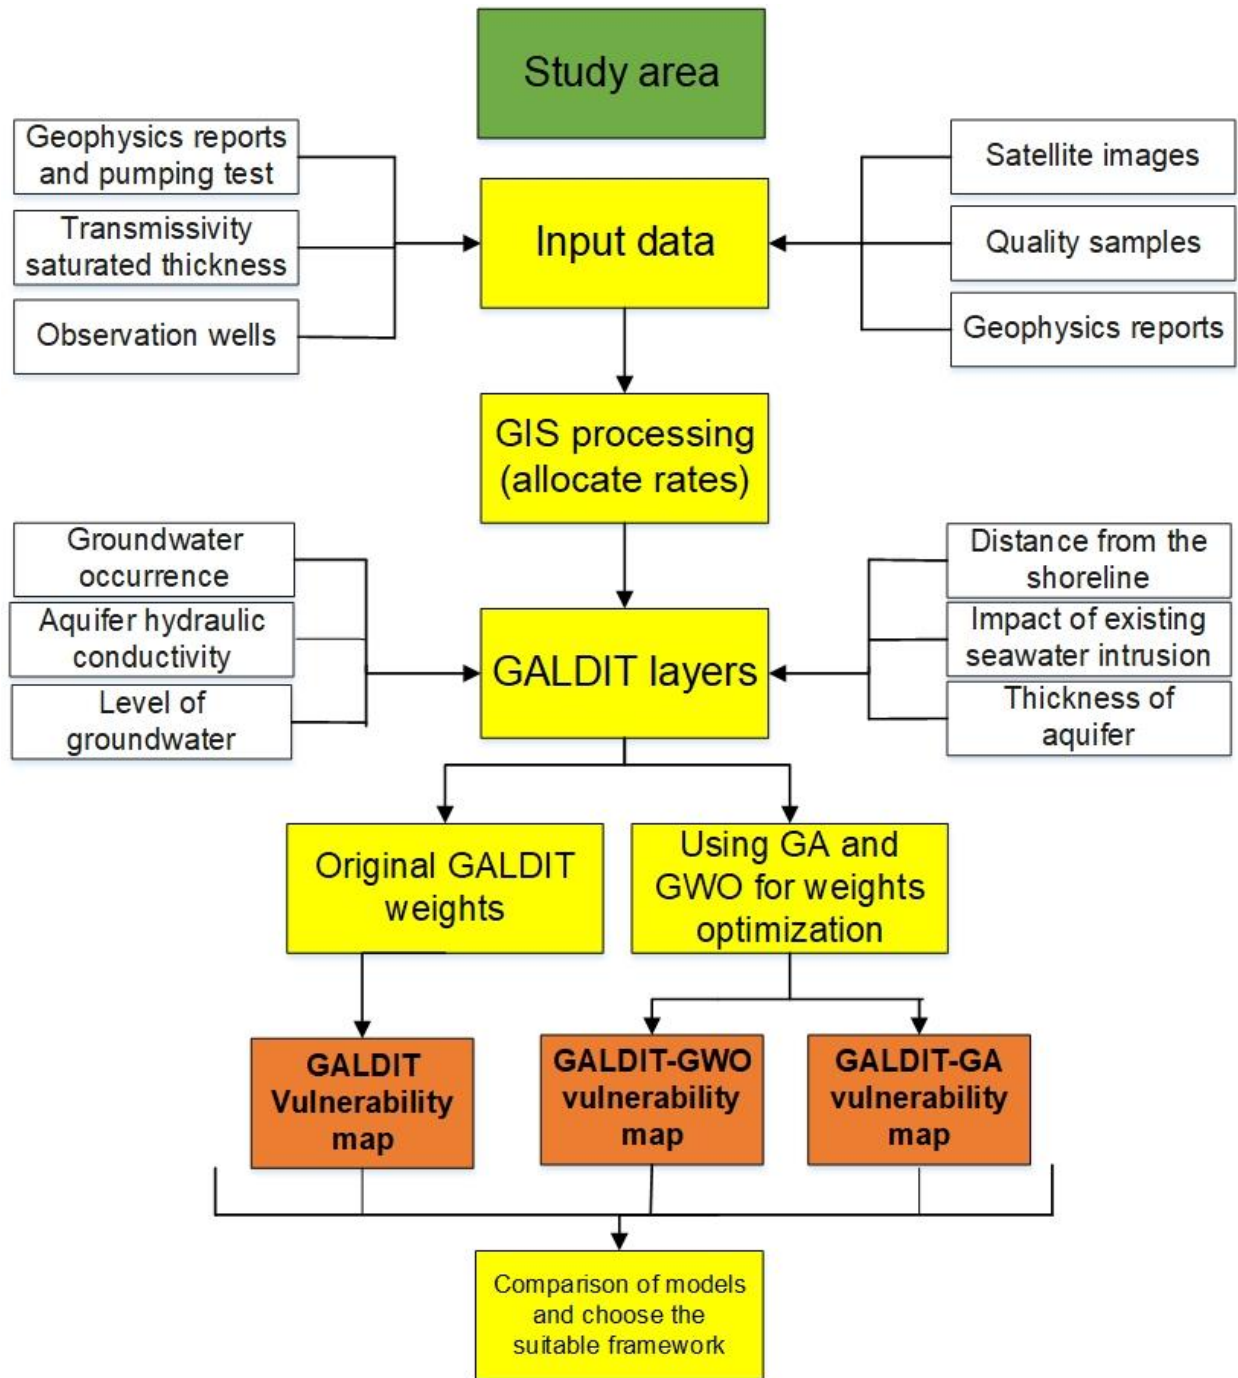 Study area
Geophysics reports
and pumping test
Transmissivity
saturated thickness
Observation wells
Input data
Satellite images
Quality samples
Geophysics reports
GIS processing
(allocate rates)
Groundwater
occurrence
Aquifer hydraulic
conductivity
Level of
groundwater
GALDIT layers
Distance from the
shoreline
Impact of existing
seawater intrusion
Thickness of
aquifer
Original GALDIT
weights
Using GA and
GWO for weights
optimization
GALDIT
Vulnerability
map
GALDIT-GWO
vulnerability
map
GALDIT-GA
vulnerability
map
Comparison of models
and choose the
suitable framework